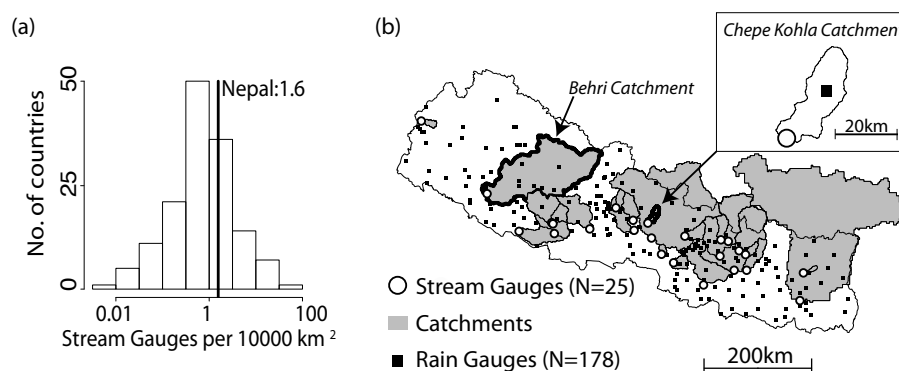 (a)
No. of countries
50
25
0
Nepal:1.6
0.01
1
100
Stream Gauges per 10000 km 2
(b)
Behri Catchment
Chepe Kohla Catchmen
20km
Stream Gauges (N=25)
Catchments
Rain Gauges (N=178)
200km